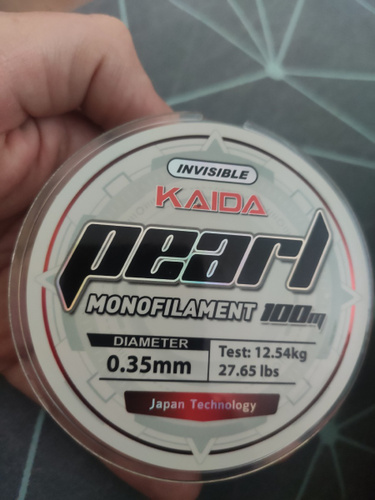 INVISIBLE
KAIDA
pearl
MONOFILAMENT 100m
DIAMETER
0.35mm
Test: 12.54kg
27.65 lbs
Japan Technology